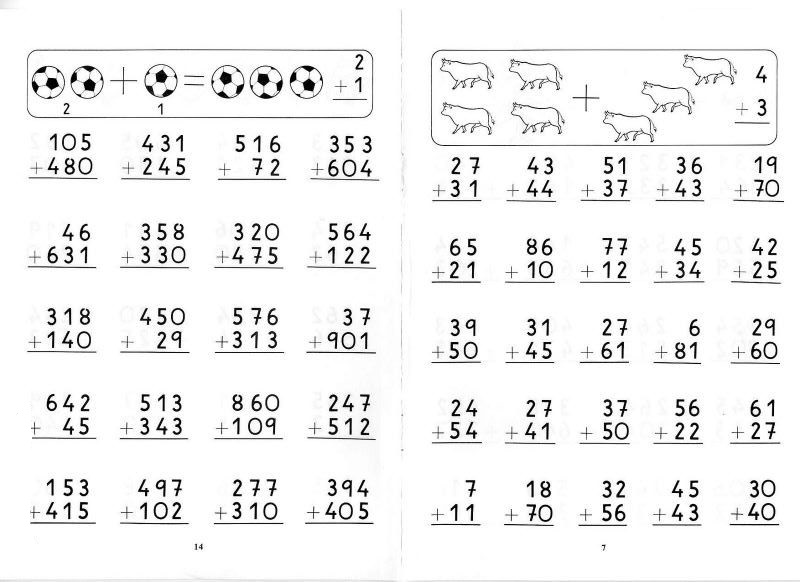 2
+ 1
2 1
105 431 516 353
+480 +245 + 72 +604
46 358 320 564
+631 +330 +475 +122
318 450 576 37
+140 + 29 +313 +901
642 513 860 247
+ 45 +343 +109 +512
153 497 277 394
+415 +102 +310 +405
14
4
+ 3
27 43 51 36 19
+31 +44 +37 +43 +70
65 86 77 45 42
+21 +10 +12 +34 +25
39 31 27 6 29
+50 +45 +61 +81 +60
24 27 37 56 61
+54 +41 +50 +22 +27
7 18 32 45 30
+11 +70 +56 +43 +40
7